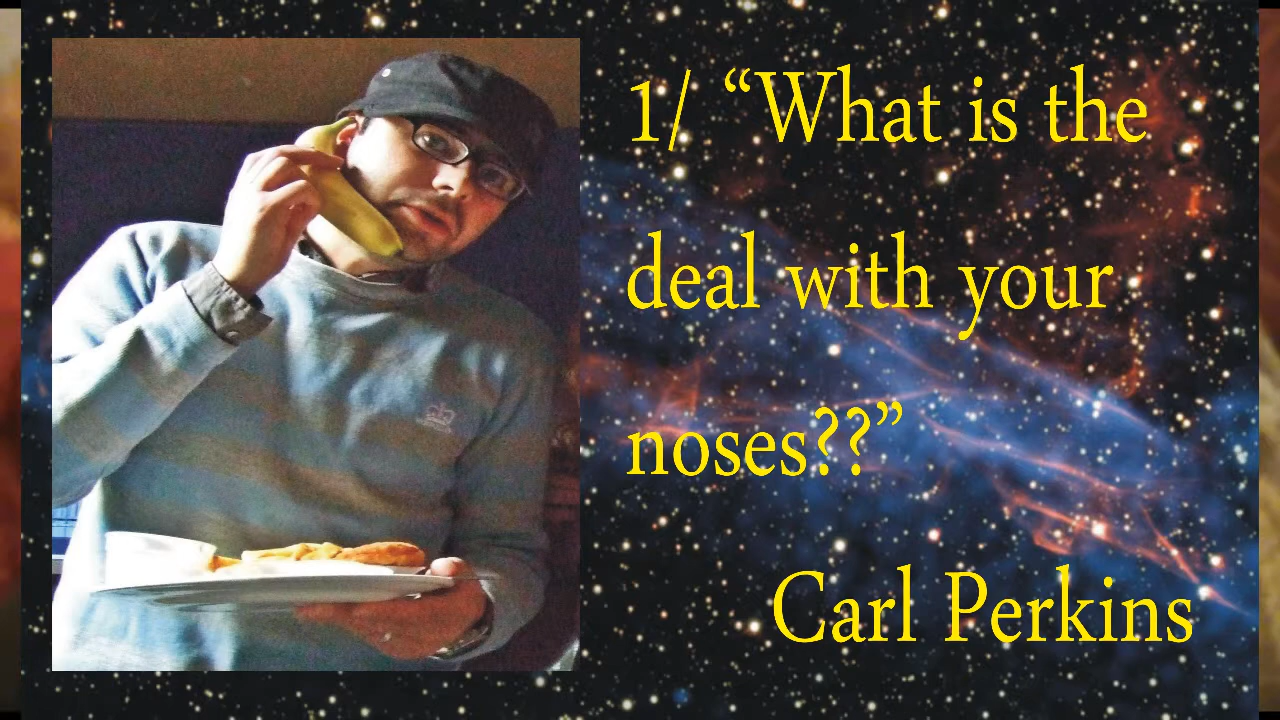 1/ “What is the
deal with your
noses??”
Carl Perkins